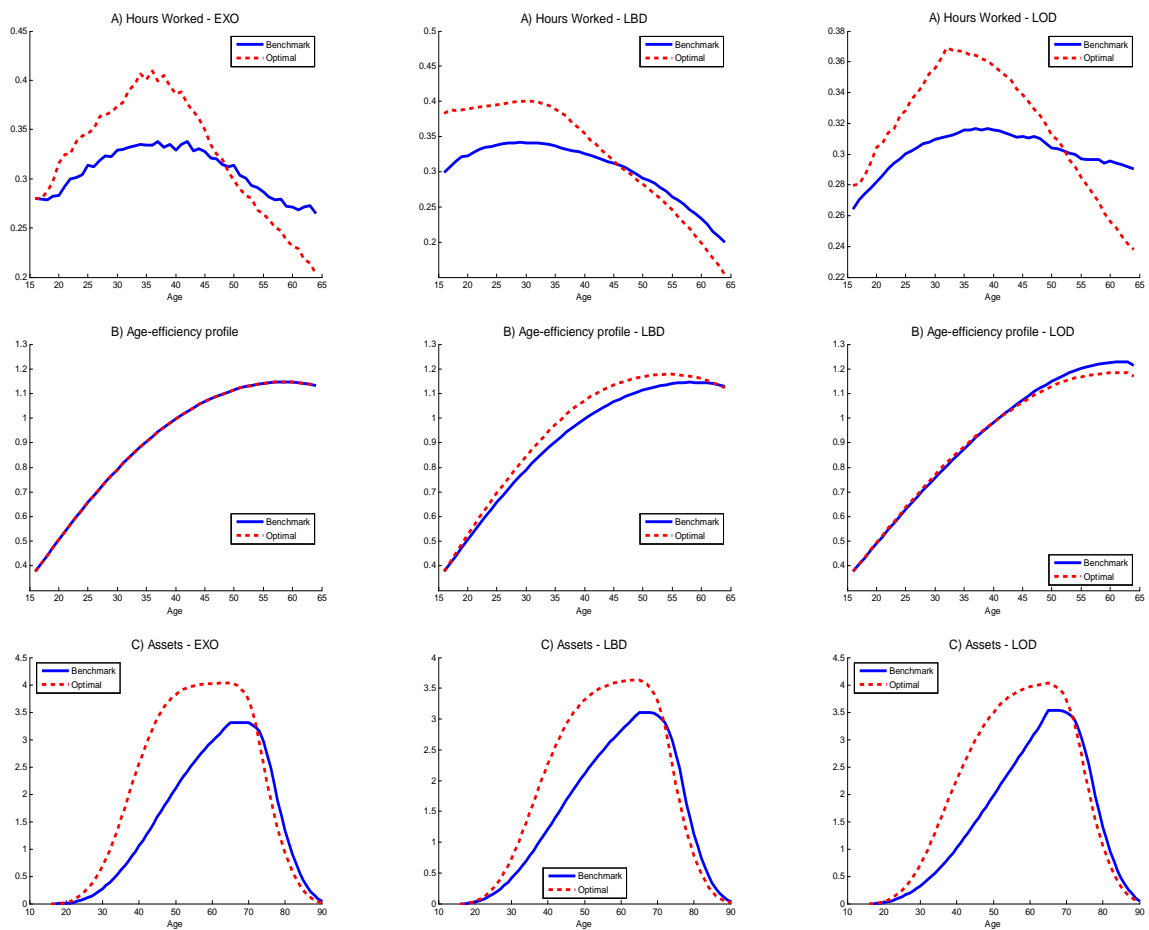 A) Hours Worked - EXO
0.45
0.4
0.35
0.3
0.25
0.2
15 20 25 30 35 40 45 50 55 60 65
Age
Benchmark
Optimal
A) Hours Worked - LBD
0.5
0.45
0.4
0.35
0.3
0.25
0.2
15 20 25 30 35 40 45 50 55 60 65
Age
Benchmark
Optimal
A) Hours Worked - LOD
0.38
0.36
0.34
0.32
0.3
0.28
0.26
0.24
0.22
15 20 25 30 35 40 45 50 55 60 65
Age
Benchmark
Optimal
B) Age-efficiency profile
1.3
1.2
1.1
1
0.9
0.8
0.7
0.6
0.5
0.4
15 20 25 30 35 40 45 50 55 60 65
Age
Benchmark
Optimal
B) Age-efficiency profile - LBD
1.3
1.2
1.1
1
0.9
0.8
0.7
0.6
0.5
0.4
15 20 25 30 35 40 45 50 55 60 65
Age
Benchmark
Optimal
B) Age-efficiency profile - LOD
1.3
1.2
1.1
1
0.9
0.8
0.7
0.6
0.5
0.4
15 20 25 30 35 40 45 50 55 60 65
Age
Benchmark
Optimal
C) Assets - EXO
4.5
4
3.5
3
2.5
2
1.5
1
0.5
0
10 20 30 40 50 60 70 80 90
Age
Benchmark
Optimal
C) Assets - LBD
4
3.5
3
2.5
2
1.5
1
0.5
0
10 20 30 40 50 60 70 80 90
Age
Benchmark
Optimal
C) Assets - LOD
4.5
4
3.5
3
2.5
2
1.5
1
0.5
0
10 20 30 40 50 60 70 80 90
Age
Benchmark
Optimal